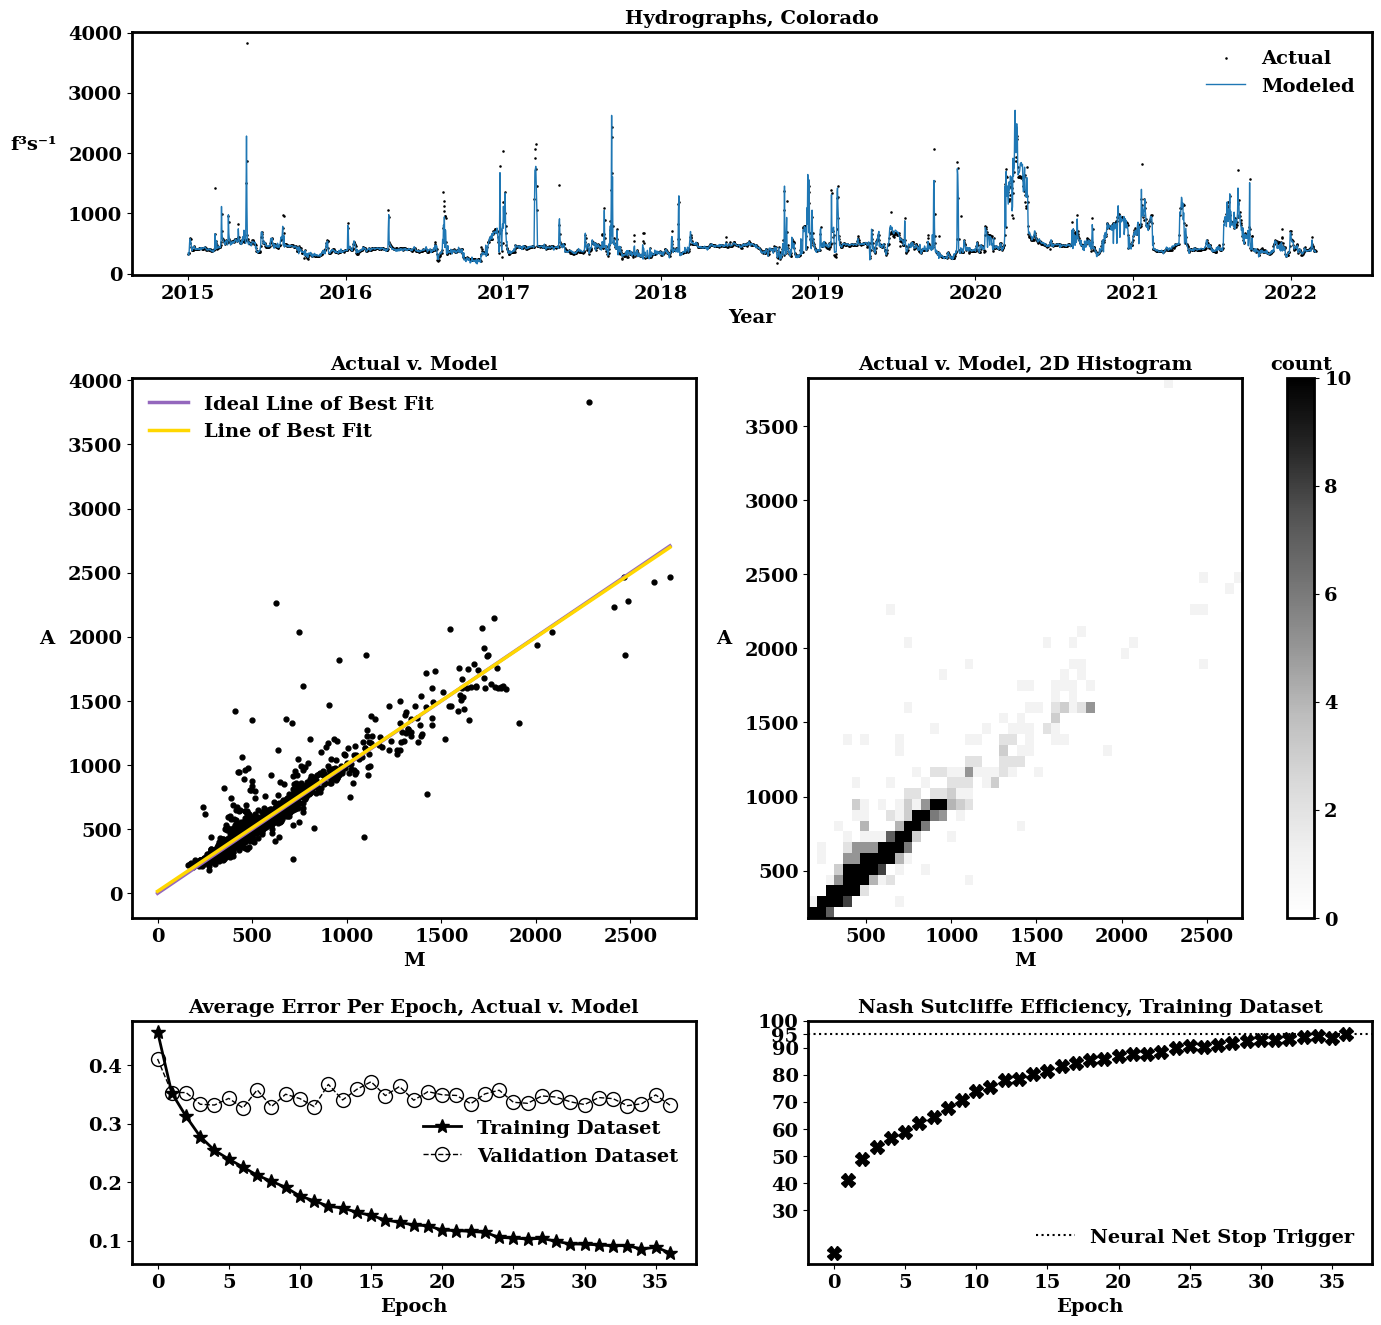 Hydrographs, Colorado
4000
3000
2000
1000
0
f³s⁻¹
Actual
Modeled
2015 2016 2017 2018 2019 2020 2021 2022
Year
Actual v. Model
4000
3500
3000
2500
2000
1500
1000
500
0
A
Ideal Line of Best Fit
Line of Best Fit
0 500 1000 1500 2000 2500
M
Actual v. Model, 2D Histogram
3500
3000
2500
2000
1500
1000
500
A
500 1000 1500 2000 2500
M
count
10
8
6
4
2
0
Average Error Per Epoch, Actual v. Model
0.4
0.3
0.2
0.1
Training Dataset
Validation Dataset
0 5 10 15 20 25 30 35
Epoch
Nash Sutcliffe Efficiency, Training Dataset
100
95
90
80
70
60
50
40
30
Neural Net Stop Trigger
0 5 10 15 20 25 30 35
Epoch